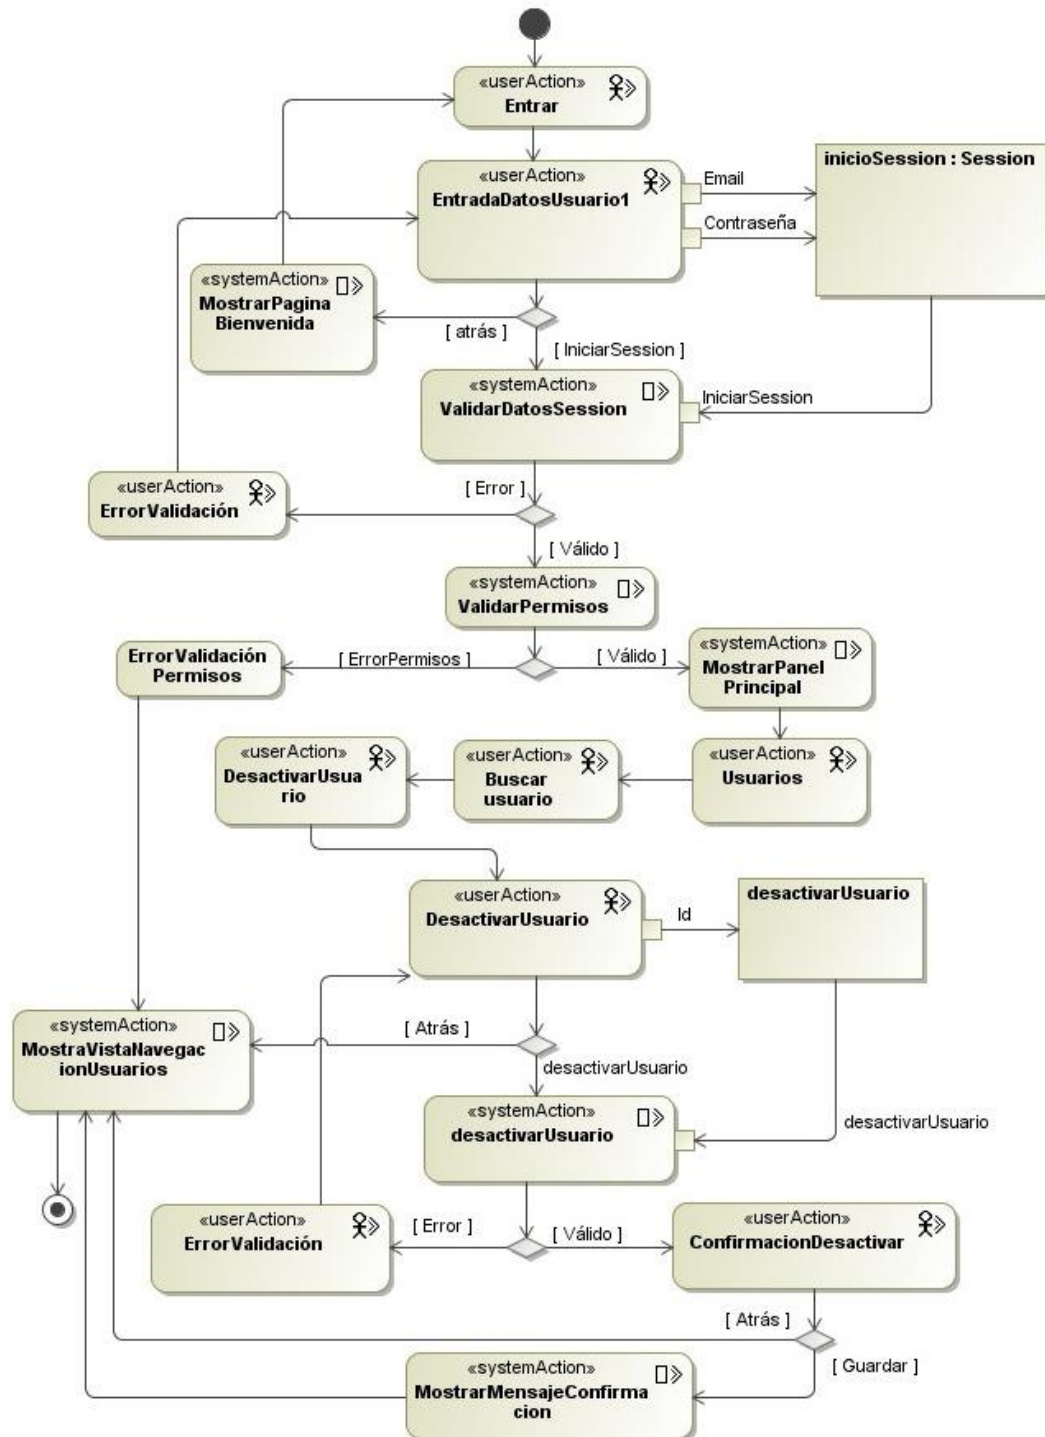 «userAction»
Entrar
«userAction»
EntradaDatosUsuario1
Email
Contraseña
inicioSession : Session
«systemAction»
MostrarPagina
Bienvenida
[ atrás ]
[ IniciarSession ]
«systemAction»
ValidarDatosSession
IniciarSession
«userAction»
ErrorValidación
[ Error ]
[ Válido ]
«systemAction»
ValidarPermisos
ErrorValidación
Permisos
[ ErrorPermisos ]
[ Válido ]
«systemAction»
MostrarPanel
Principal
«userAction»
DesactivarUsua
rio
«userAction»
Buscar
usuario
«userAction»
Usuarios
«userAction»
DesactivarUsuario
Id
desactivarUsuario
«systemAction»
MostraVistaNavegac
ionUsuarios
[ Atrás ]
desactivarUsuario
«systemAction»
desactivarUsuario
desactivarUsuario
«userAction»
ErrorValidación
[ Error ]
[ Válido ]
«userAction»
ConfirmacionDesactivar
[ Atrás ]
[ Guardar ]
«systemAction»
MostrarMensajeConfirma
cion